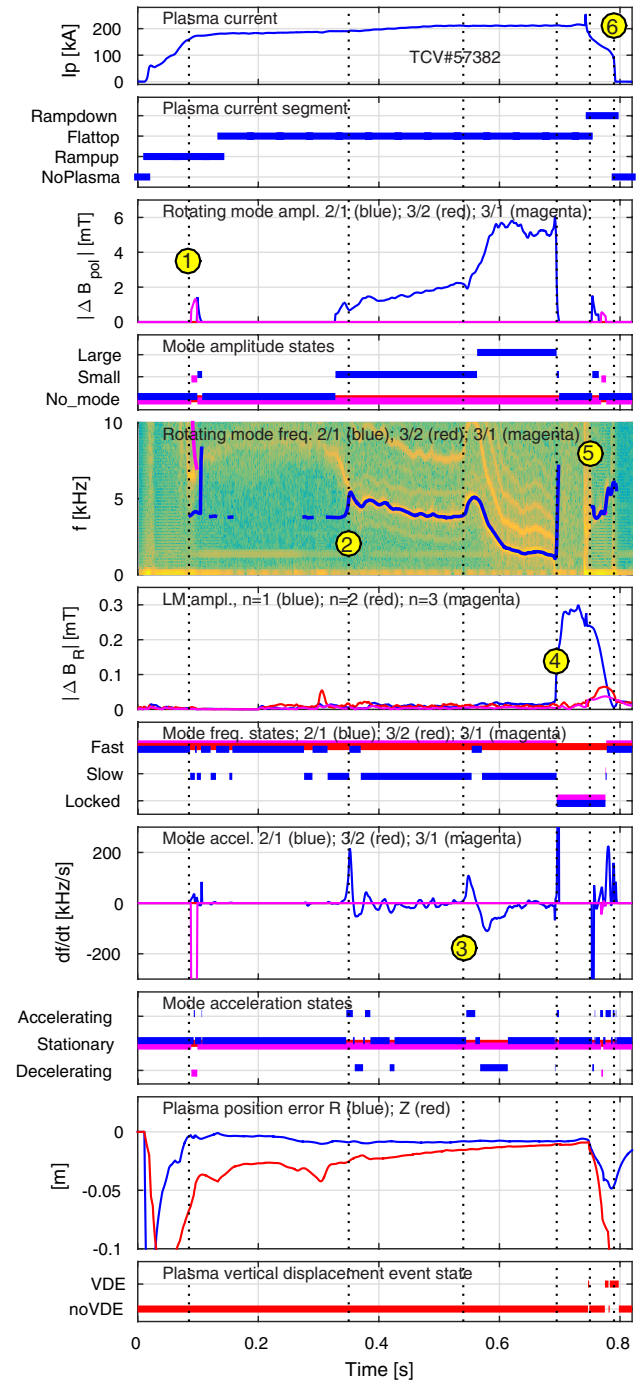 Plasma current
Ip [kA]
200
100
0
TCV#57382
6
Plasma current segment
Rampdown
Flattop
Rampup
NoPlasma
Rotating mode ampl. 2/1 (blue); 3/2 (red); 3/1 (magenta)
|Δ B_pol| [mT]
6
4
2
0
1
Mode amplitude states
Large
Small
No_mode
Rotating mode freq. 2/1 (blue); 3/2 (red); 3/1 (magenta)
f [kHz]
10
5
0
5
2
LM ampl., n=1 (blue); n=2 (red); n=3 (magenta)
|Δ B_R| [mT]
0.3
0.2
0.1
0
4
Mode freq. states; 2/1 (blue); 3/2 (red); 3/1 (magenta)
Fast
Slow
Locked
Mode accel. 2/1 (blue); 3/2 (red); 3/1 (magenta)
df/dt [kHz/s]
200
0
-200
3
Mode acceleration states
Accelerating
Stationary
Decelerating
Plasma position error R (blue); Z (red)
[m]
0
-0.05
-0.1
Plasma vertical displacement event state
VDE
noVDE
0 0.2 0.4 0.6 0.8
Time [s]